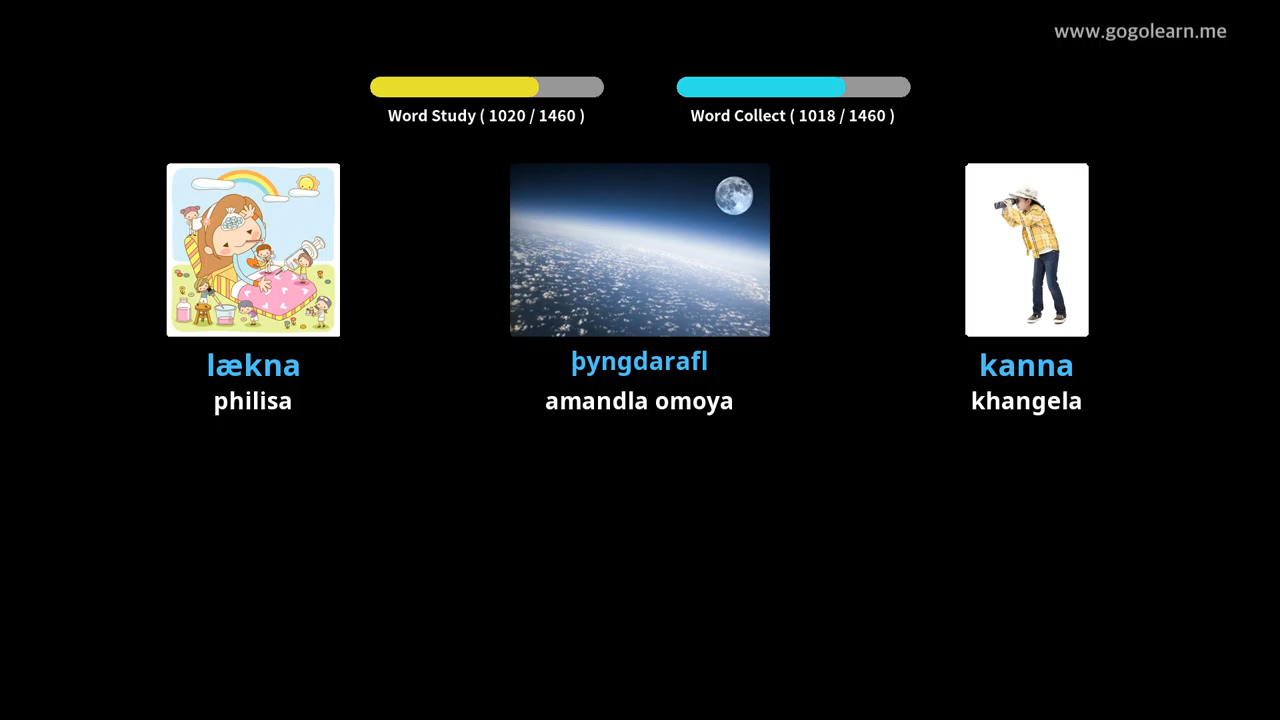 www.gogolearn.me
Word Study ( 1020 / 1460 )
Word Collect ( 1018 / 1460 )
lækna
philisa
þyngdarafl
amandla omoya
kanna
khangela